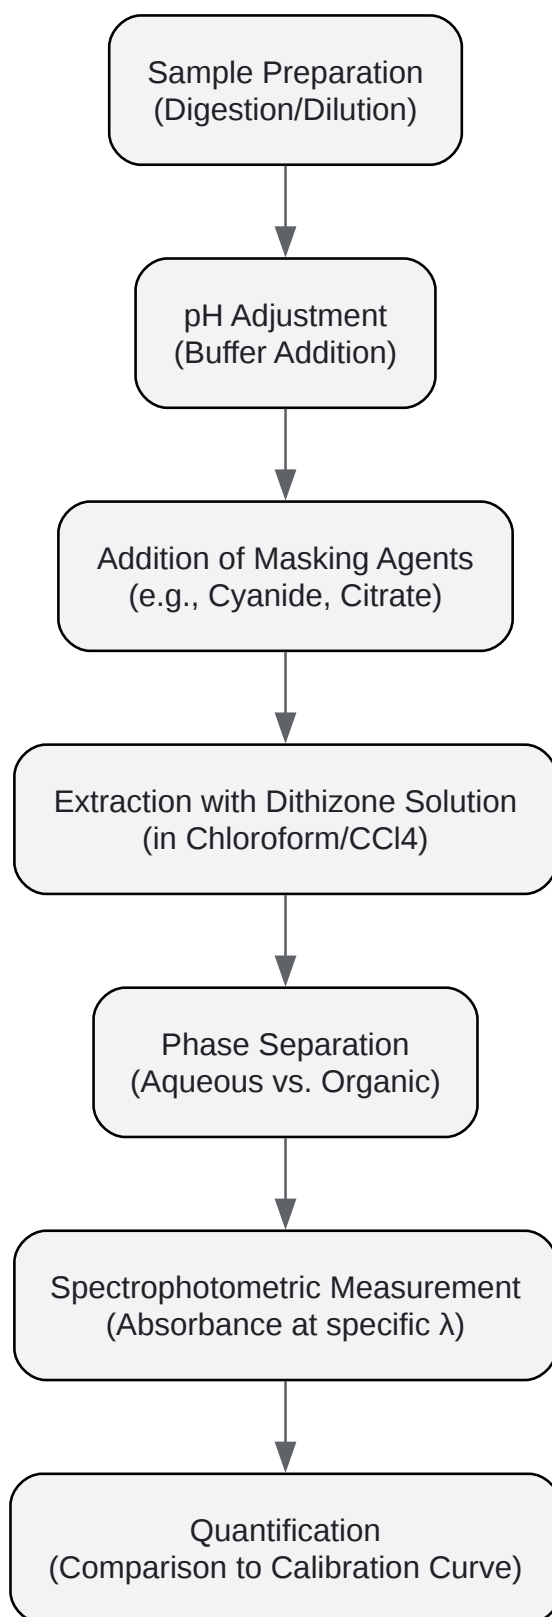 Sample Preparation
(Digestion/Dilution)
pH Adjustment
(Buffer Addition)
Addition of Masking Agents
(e.g., Cyanide, Citrate)
Extraction with Dithizone Solution
(in Chloroform/CCl4)
Phase Separation
(Aqueous vs. Organic)
Spectrophotometric Measurement
(Absorbance at specific λ)
Quantification
(Comparison to Calibration Curve)